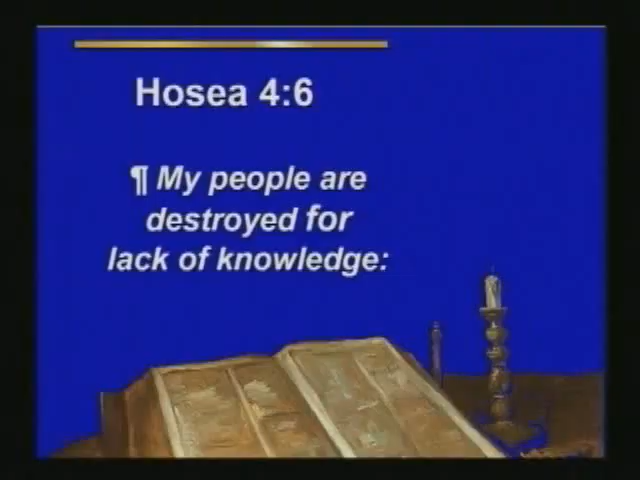 Hosea 4:6
¶ My people are
destroyed for
lack of knowledge: